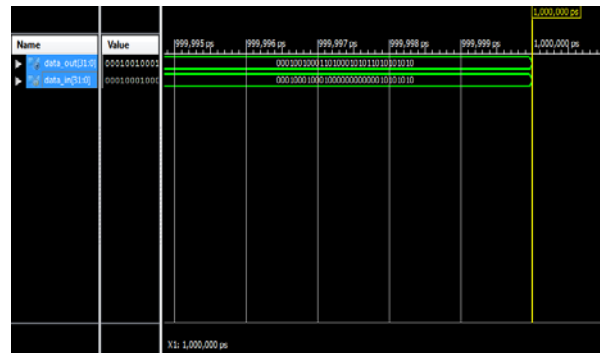 1,000,000 ps
Name Value 999,995 ps 999,996 ps 999,997 ps 999,998 ps 999,999 ps 1,000,000 ps
data_out[31:0] 00010010001 00010010001101000101011010101010
data_in[31:0] 00010001000 00010001000101000000000010101010
X1: 1,000,000 ps